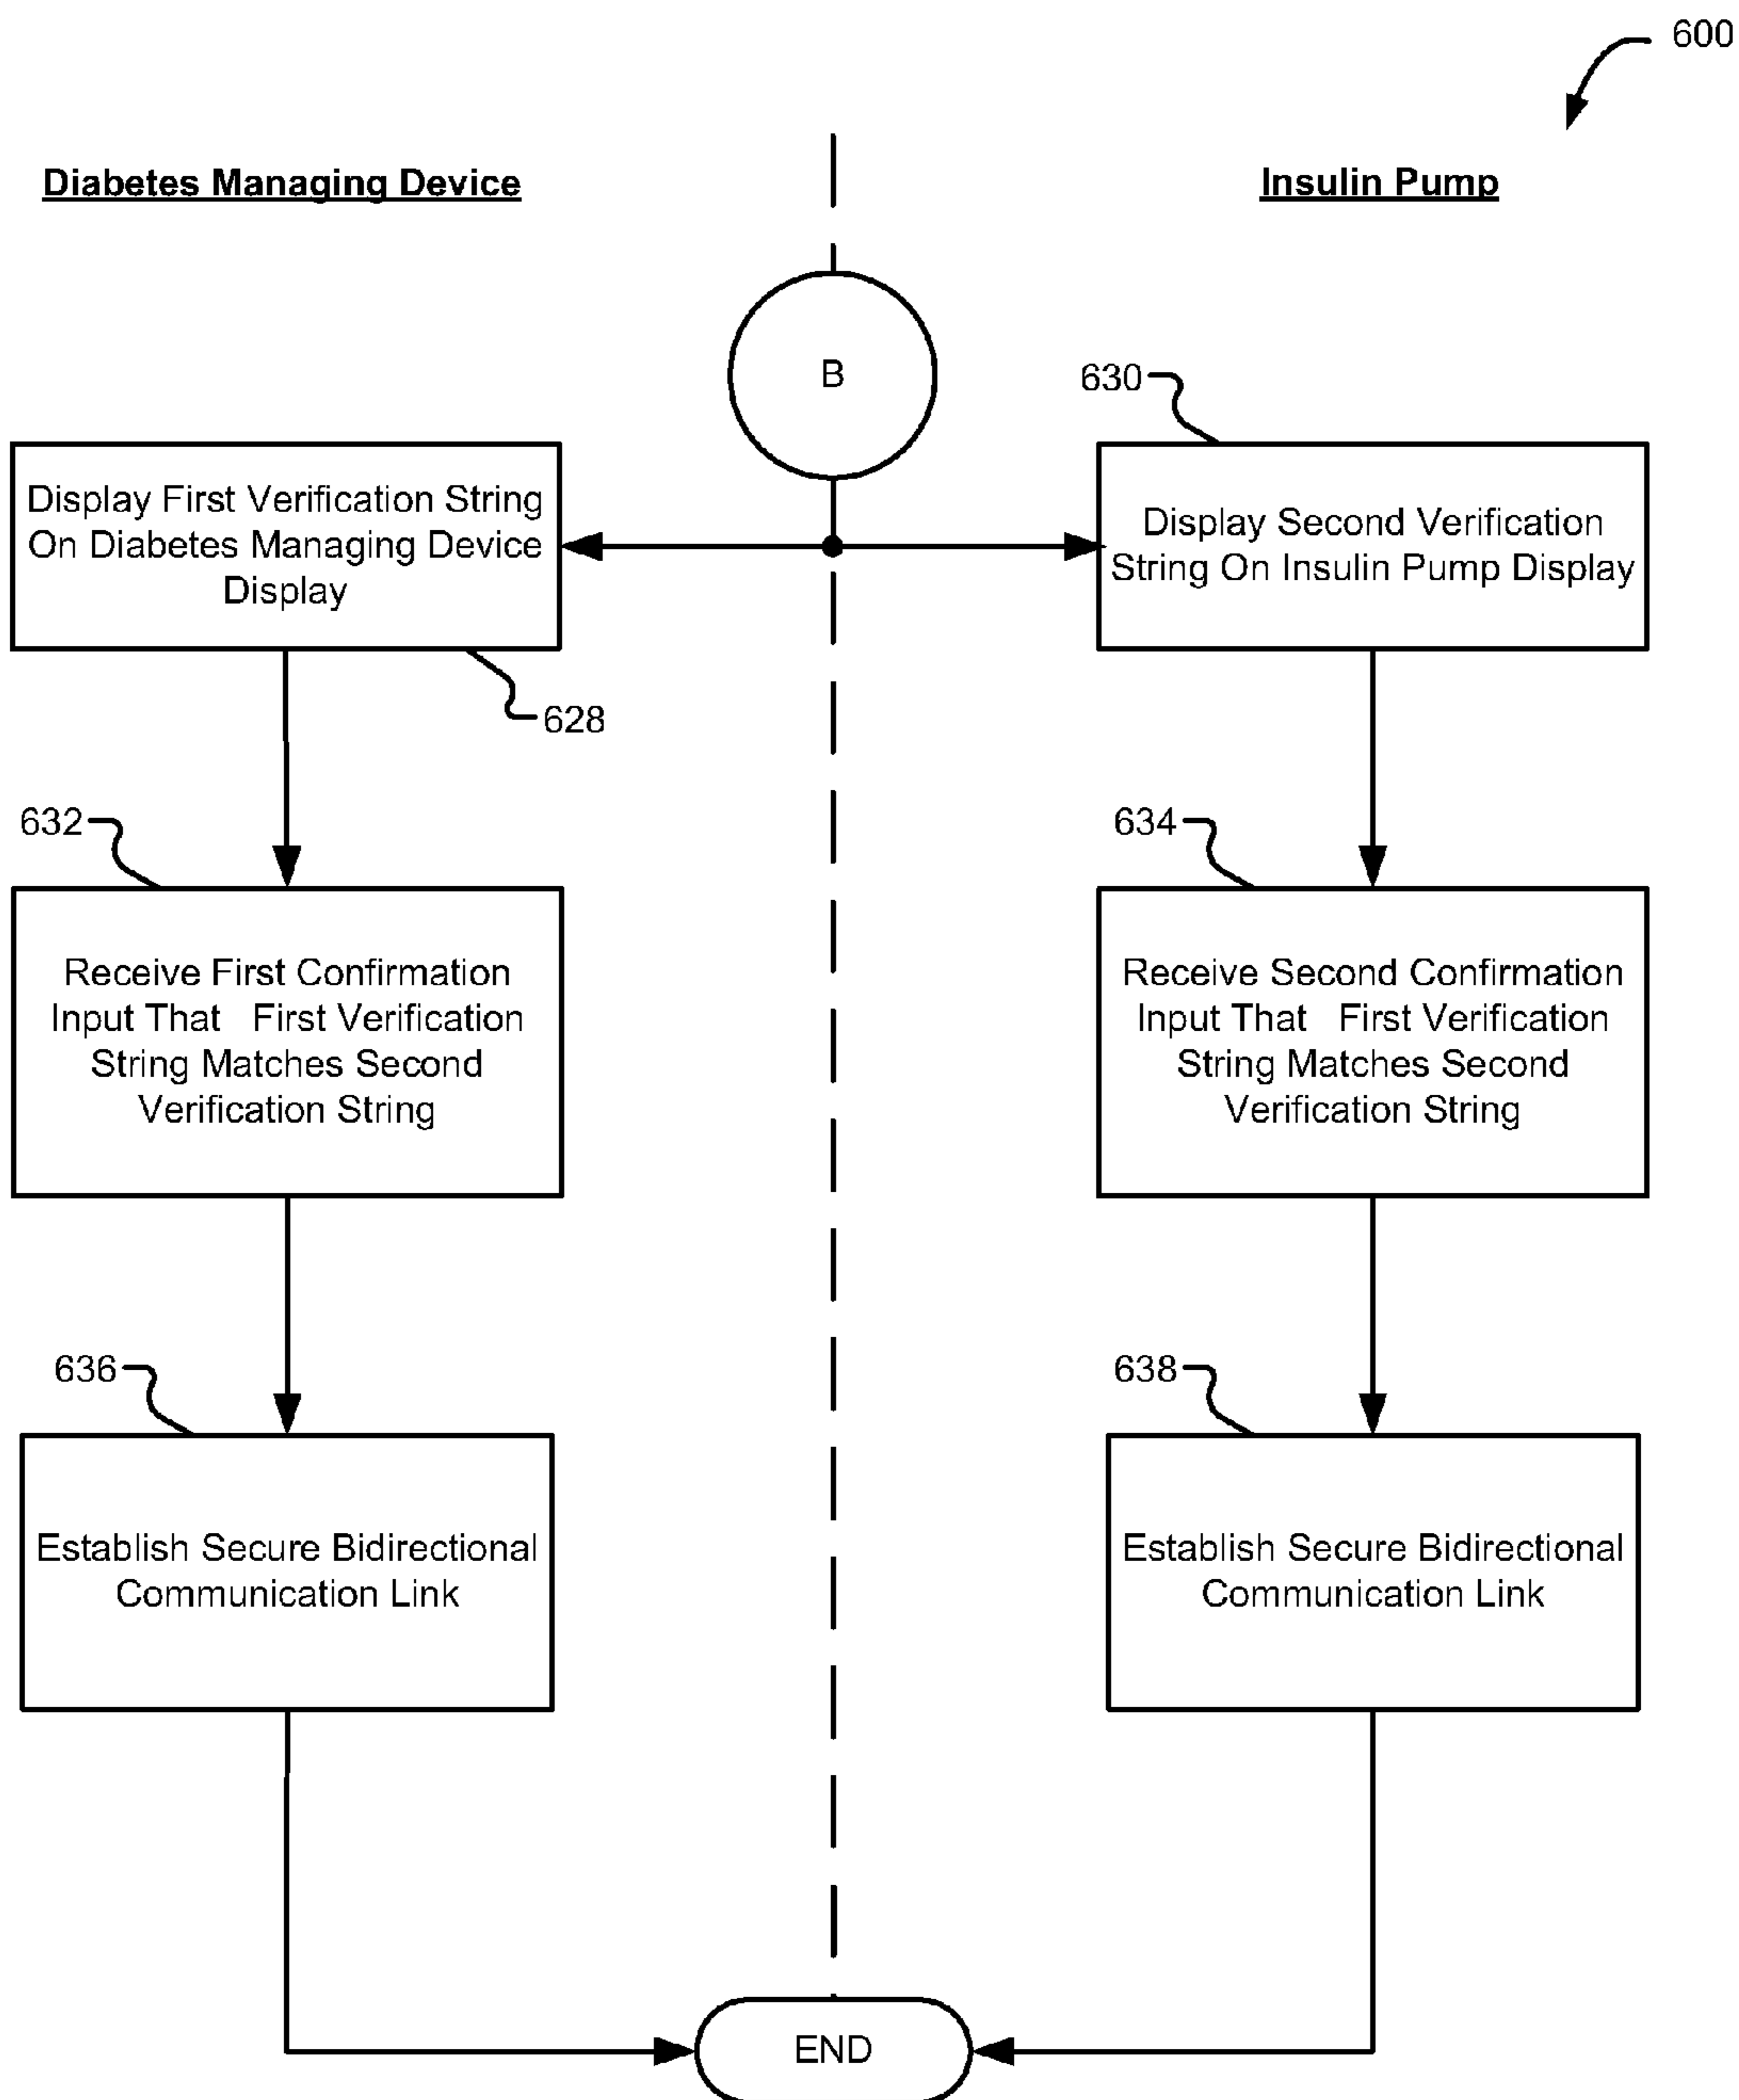 600
Diabetes Managing Device
Insulin Pump
B
630
Display First Verification String
On Diabetes Managing Device
Display
Display Second Verification
String On Insulin Pump Display
628
632
634
Receive First Confirmation
Input That   First Verification
String Matches Second
Verification String
Receive Second Confirmation
Input That   First Verification
String Matches Second
Verification String
636
638
Establish Secure Bidirectional
Communication Link
Establish Secure Bidirectional
Communication Link
END